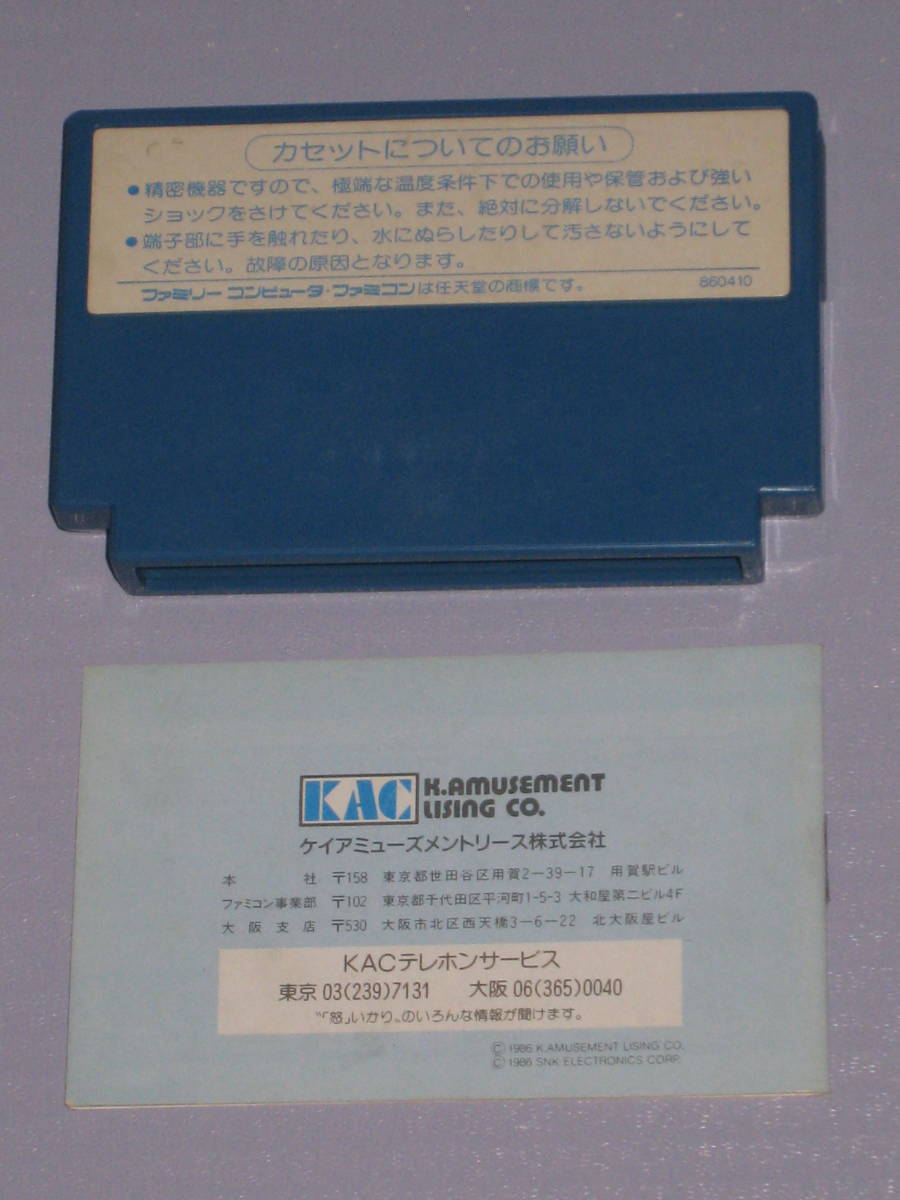 カセットについてのお願い
●精密機器ですので、極端な温度条件下での使用や保管および強い
ショックをさけてください。また、絶対に分解しないでください。
●端子部に手を触れたり、水にぬらしたりして汚さないようにして
ください。故障の原因となります。
ファミリー コンピュータ・ファミコンは任天堂の商標です。 860410
KAC K.AMUSEMENT
LISING CO.
ケイアミューズメントリース株式会社
本社 〒158 東京都世田谷区用賀2-39-17 用賀駅ビル
ファミコン事業部 〒102 東京都千代田区平河町1-5-3 大和屋第二ビル4F
大阪支店 〒530 大阪市北区西天橋3-6-22 北大阪屋ビル
KACテレホンサービス
東京 03(239)7131 大阪 06(365)0040
〝「怒」いかり〟のいろんな情報が聞けます。
©1986 K.AMUSEMENT LISING CO.
©1986 SNK ELECTRONICS CORP.